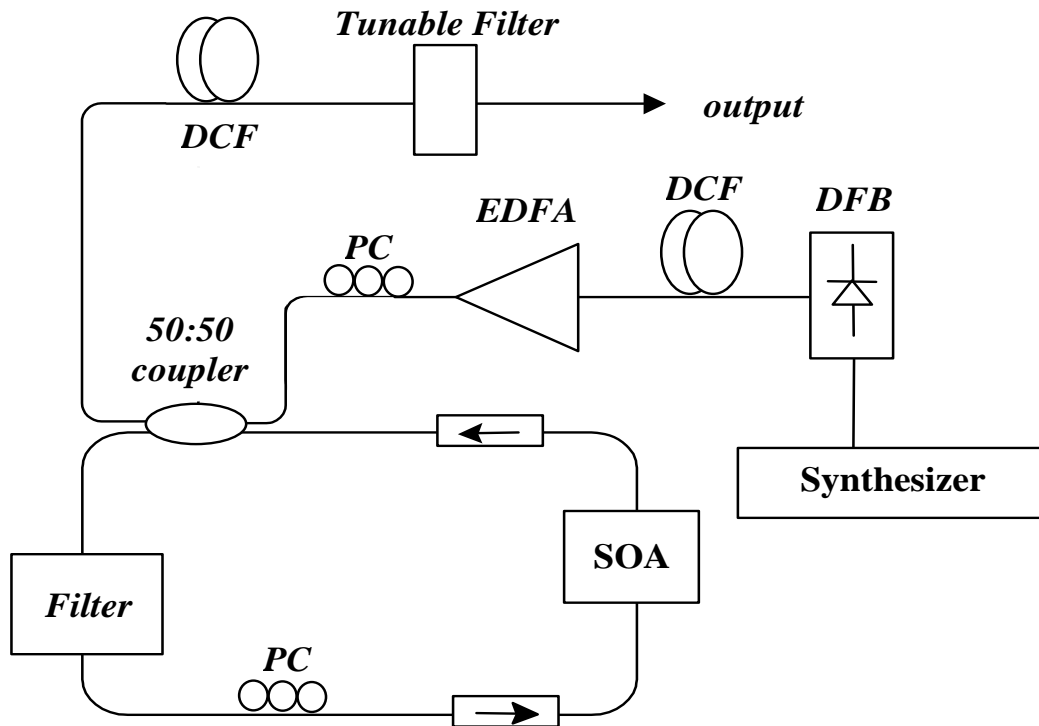 Tunable Filter
DCF
output
DCF
DFB
EDFA
PC
50:50
coupler
Synthesizer
SOA
Filter
PC